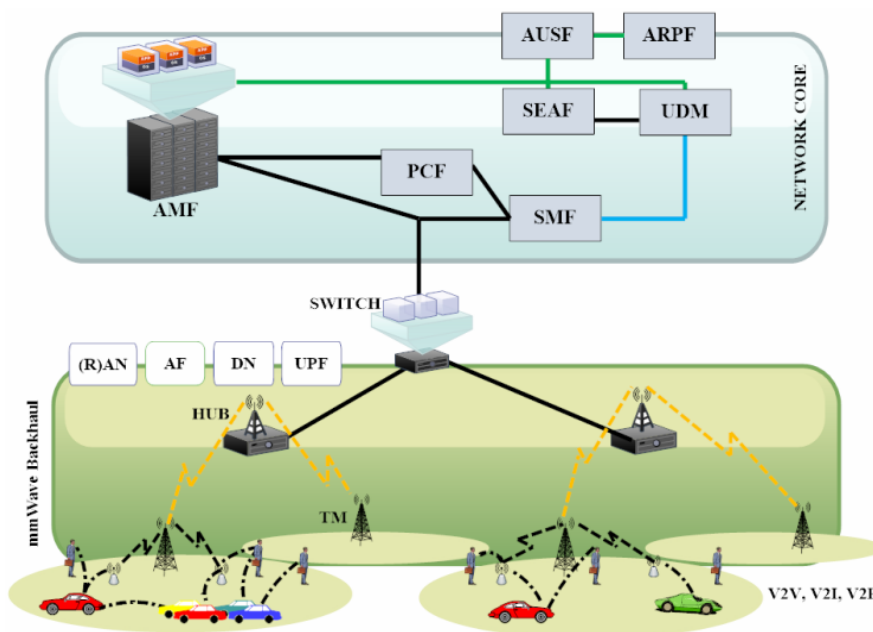 AUSF
ARPF
SEAF
UDM
NETWORK CORE
PCF
AMF
SMF
SWITCH
(R)AN
AF
DN
UPF
HUB
mmWave Backhaul
TM
V2V, V2I, V2P